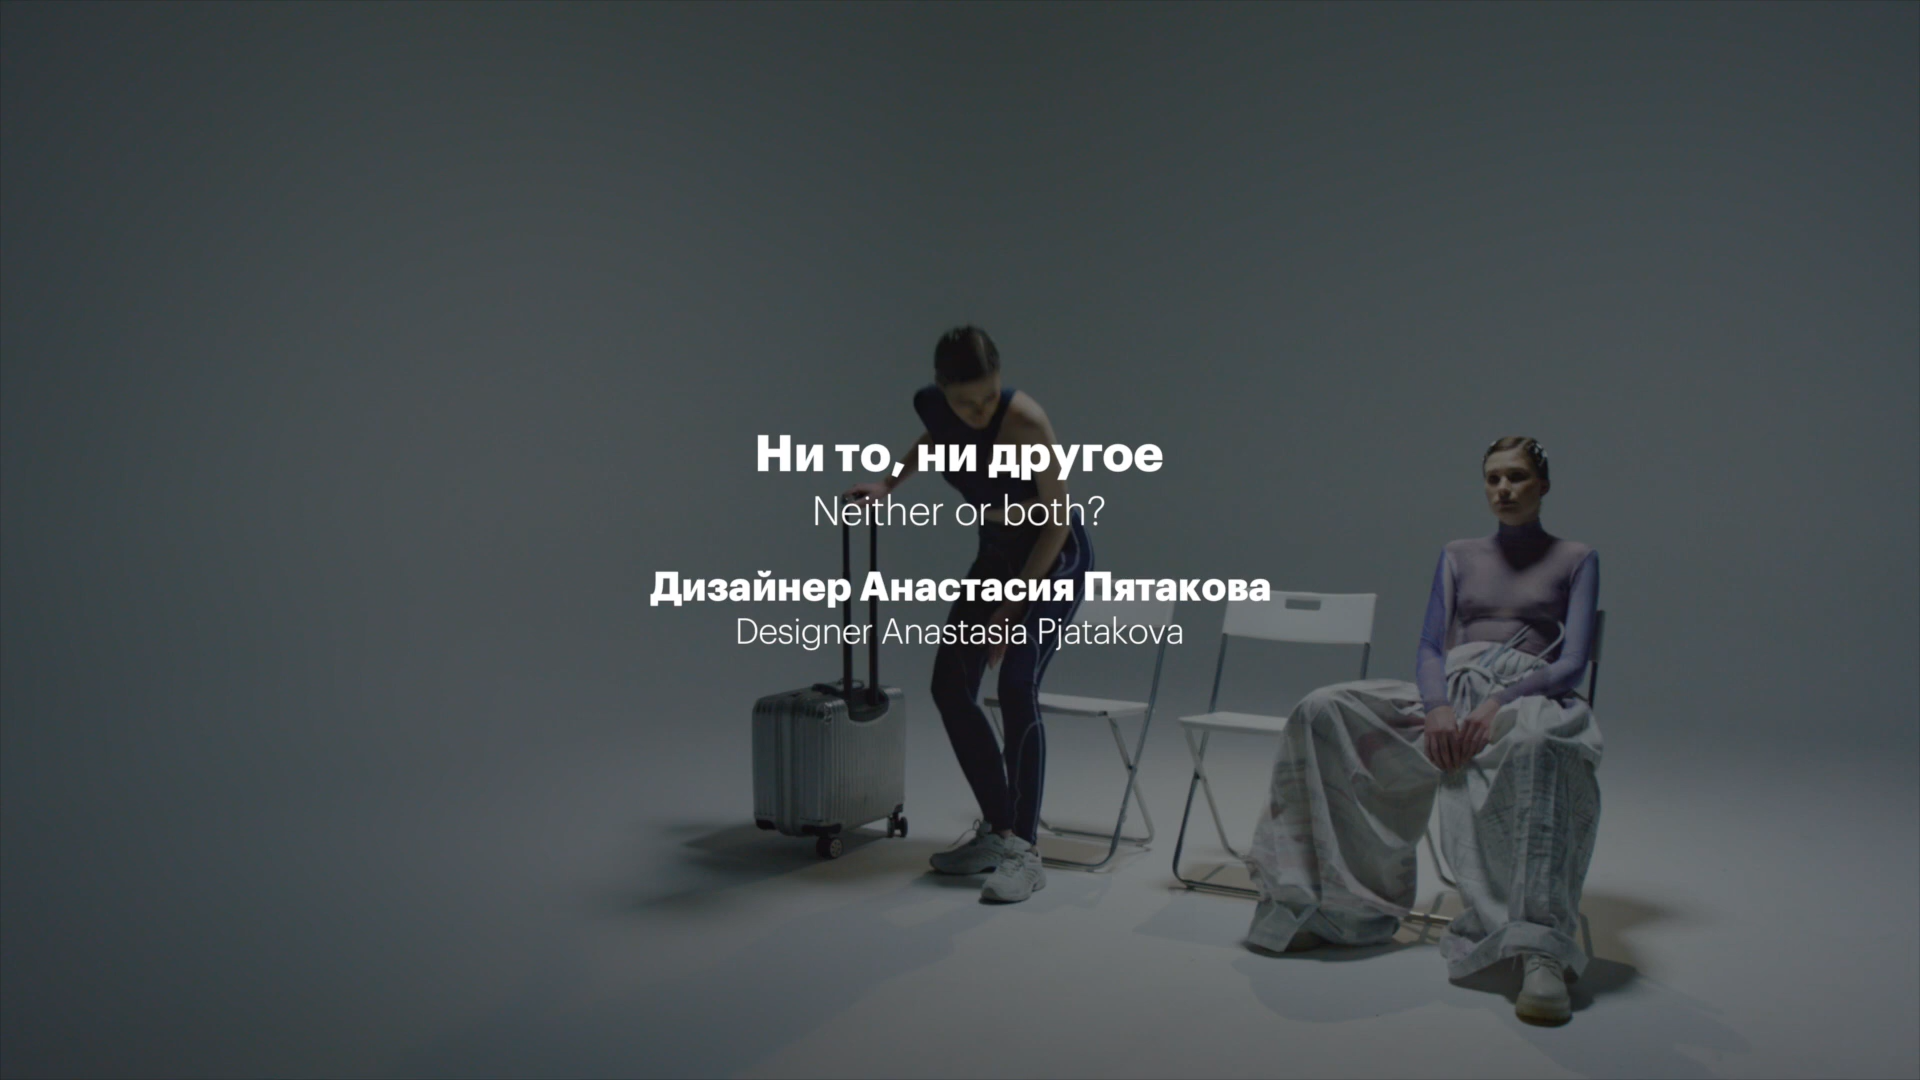 Ни то, ни другое
Neither or both?
Дизайнер Анастасия Пятакова
Designer Anastasia Pjatakova